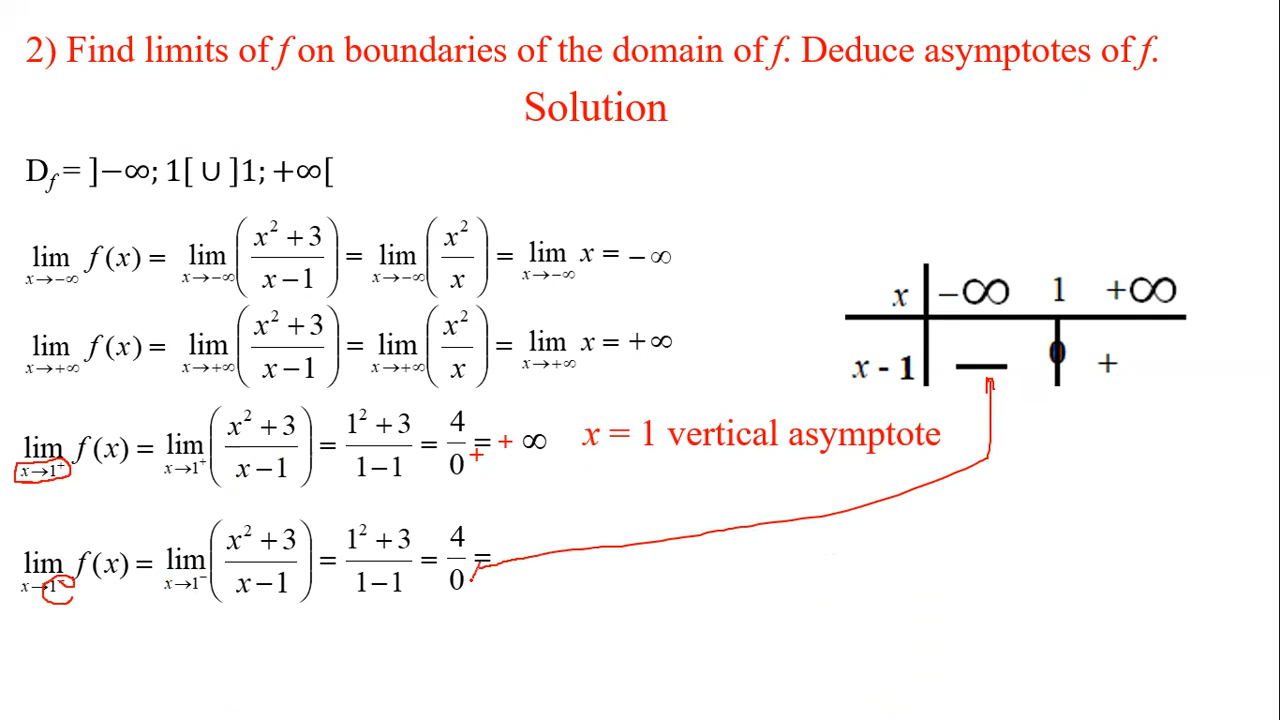 2) Find limits of f on boundaries of the domain of f. Deduce asymptotes of f.
Solution
D_f = ]−∞; 1[ ∪ ]1; +∞[
lim_{x→−∞} f(x) = lim_{x→−∞} ((x² + 3)/(x − 1)) = lim_{x→−∞} (x²/x) = lim_{x→−∞} x = − ∞
lim_{x→+∞} f(x) = lim_{x→+∞} ((x² + 3)/(x − 1)) = lim_{x→+∞} (x²/x) = lim_{x→+∞} x = + ∞
x −∞ 1 +∞
x - 1 − 0 +
lim_{x→1⁺} f(x) = lim_{x→1⁺} ((x² + 3)/(x − 1)) = (1² + 3)/(1 − 1) = 4/0⁺ = + ∞ x = 1 vertical asymptote
lim_{x→1⁻} f(x) = lim_{x→1⁻} ((x² + 3)/(x − 1)) = (1² + 3)/(1 − 1) = 4/0 =